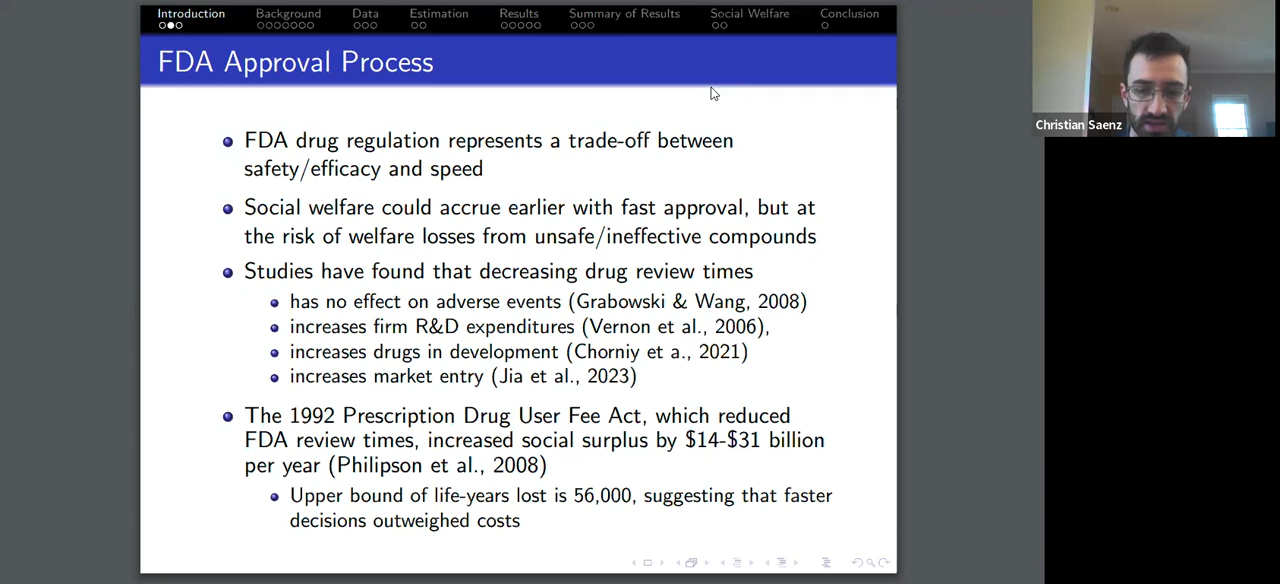 Introduction Background Data Estimation Results Summary of Results Social Welfare Conclusion
FDA Approval Process
FDA drug regulation represents a trade-off between
safety/efficacy and speed
Social welfare could accrue earlier with fast approval, but at
the risk of welfare losses from unsafe/ineffective compounds
Studies have found that decreasing drug review times
has no effect on adverse events (Grabowski & Wang, 2008)
increases firm R&D expenditures (Vernon et al., 2006),
increases drugs in development (Chorniy et a., 2021)
increases market entry (Jia et al., 2023)
The 1992 Prescription Drug User Fee Act, which reduced
FDA review times, increased social surplus by $14-$31 billion
per year (Philipson et al., 2008)
Upper bound of life-years lost is 56,000, suggesting that faster
decisions outweighed costs
Christian Saenz